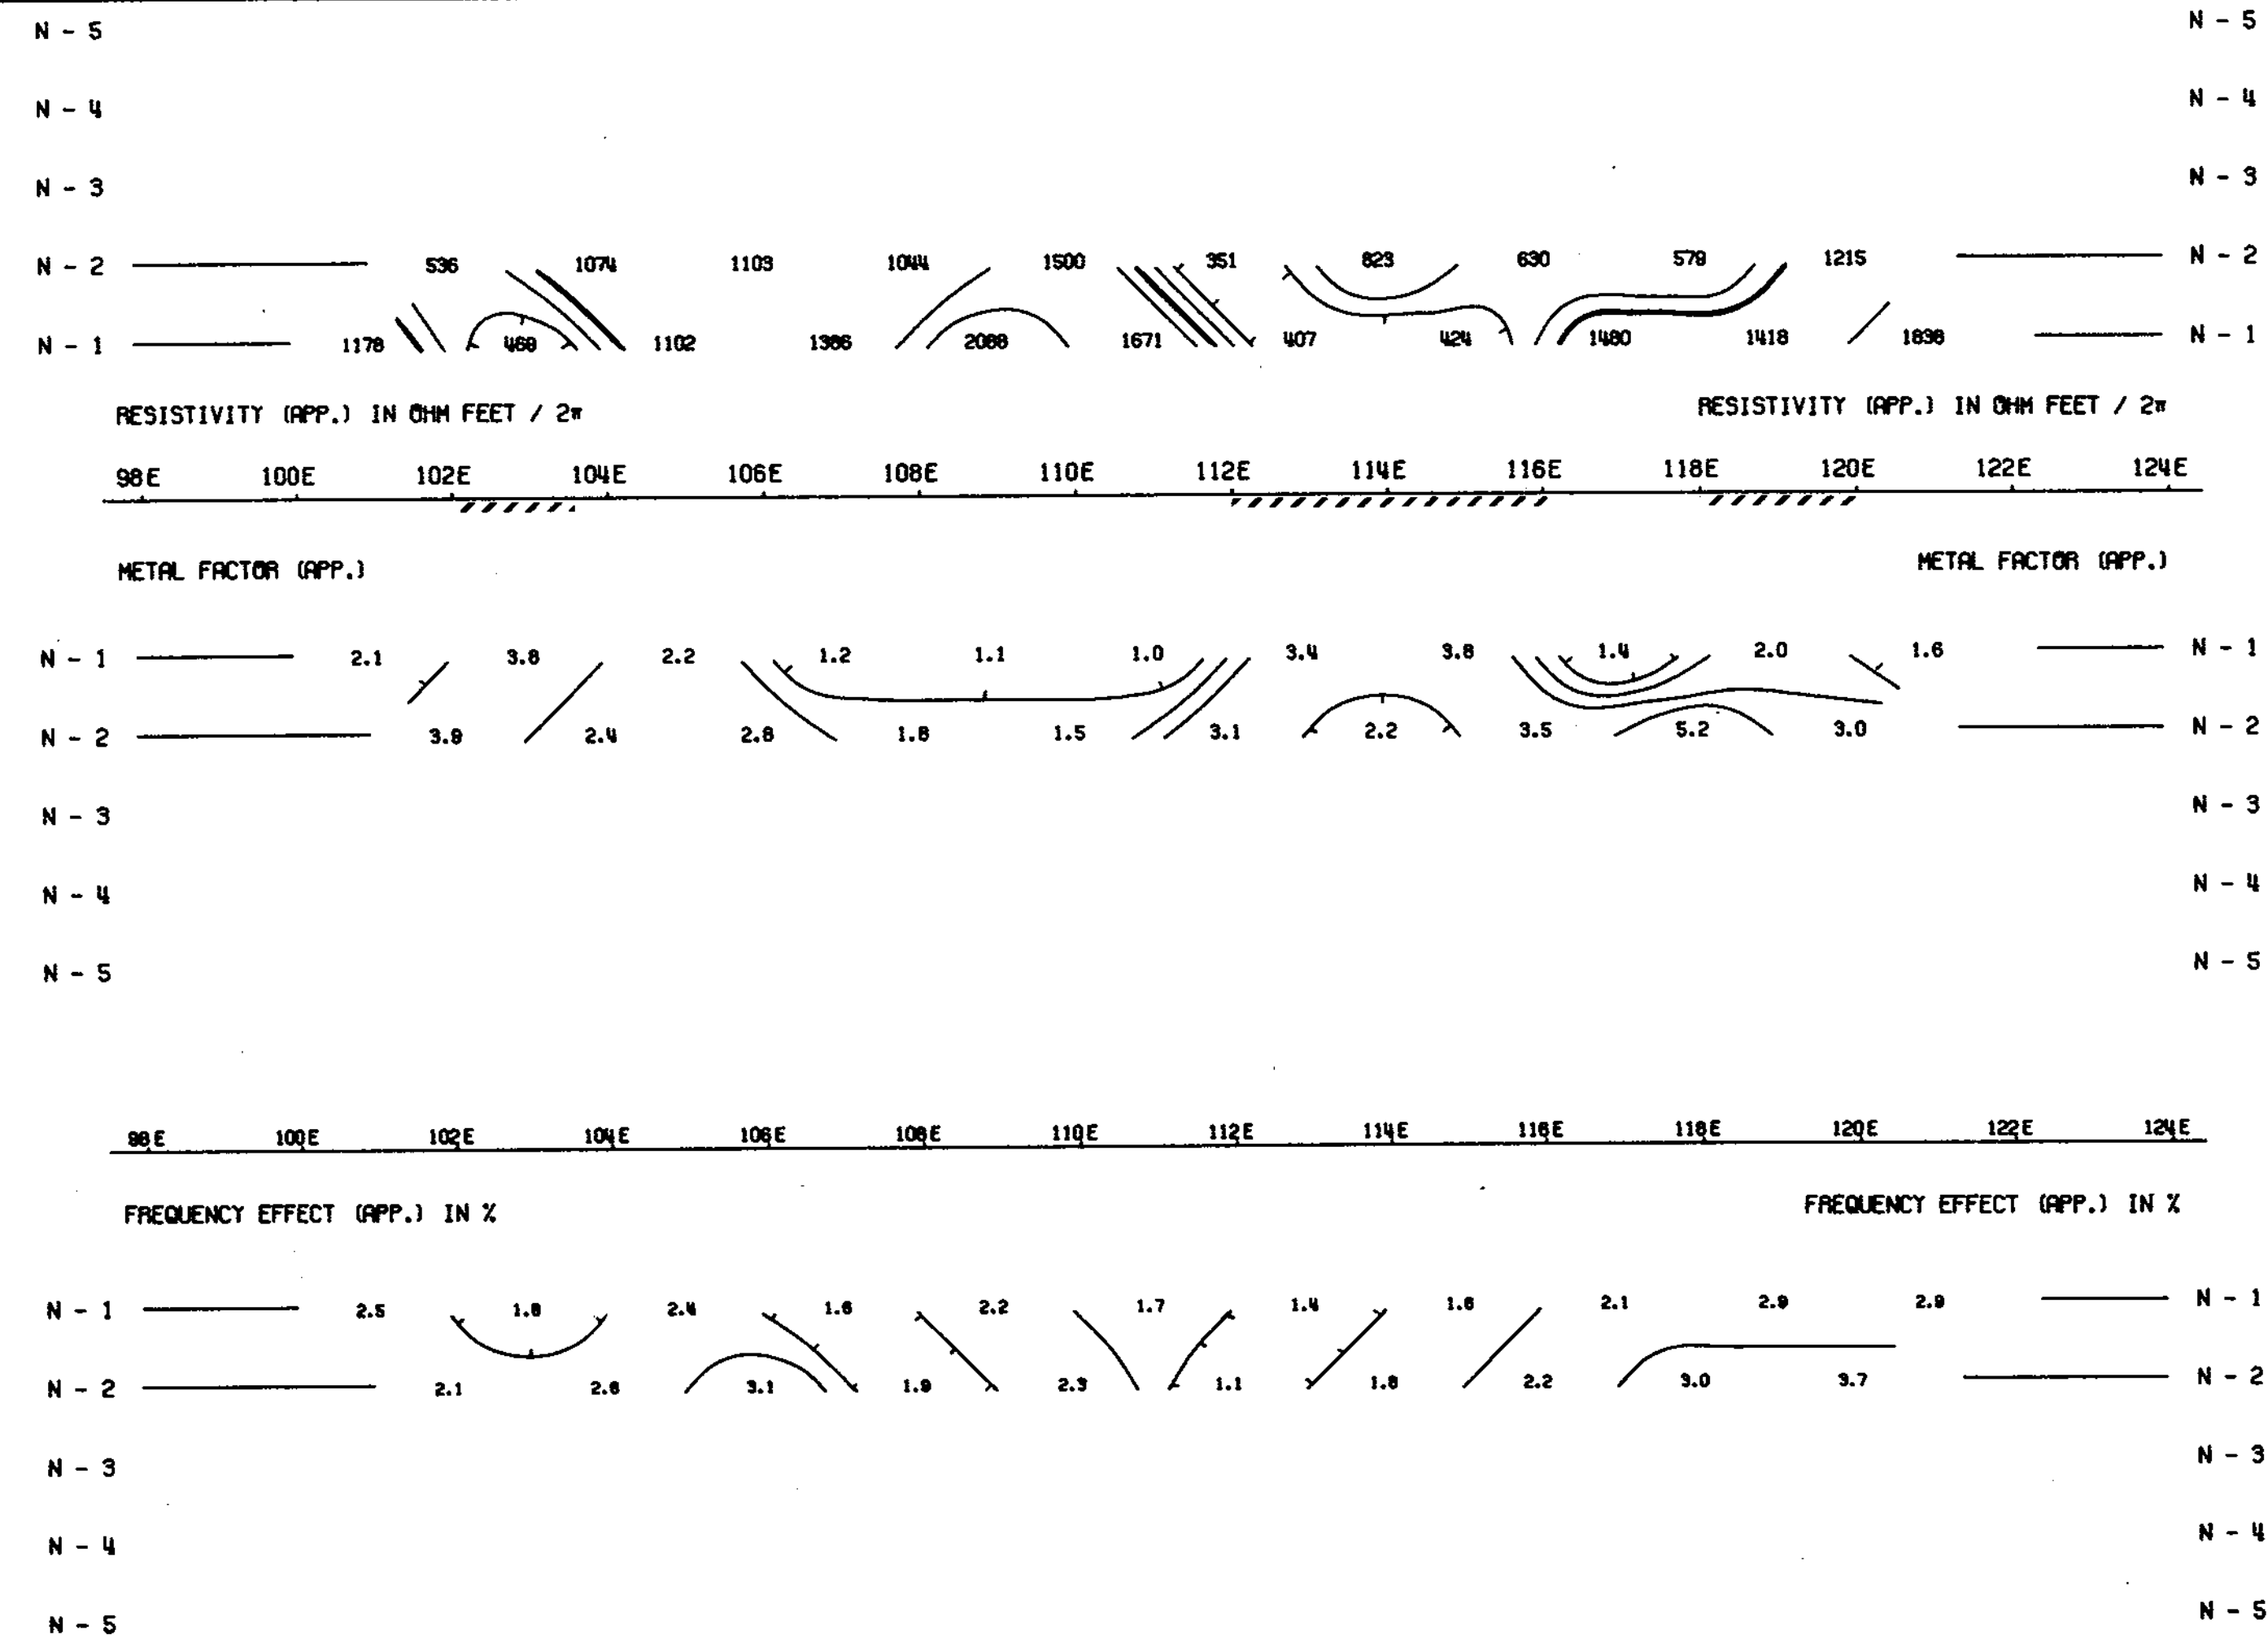 N - 5 N - 5
N - 4 N - 4
N - 3 N - 3
N - 2 536 1074 1103 1044 1500 351 823 630 579 1215 N - 2
N - 1 1178 468 1102 1386 2088 1671 407 424 1480 1418 1838 N - 1
RESISTIVITY (APP.) IN OHM FEET / 2π RESISTIVITY (APP.) IN OHM FEET / 2π
98E 100E 102E 104E 106E 108E 110E 112E 114E 116E 118E 120E 122E 124E
METAL FACTOR (APP.) METAL FACTOR (APP.)
N - 1 2.1 3.8 2.2 1.2 1.1 1.0 3.4 3.8 1.4 2.0 1.6 N - 1
N - 2 3.9 2.4 2.8 1.8 1.5 3.1 2.2 3.5 5.2 3.0 N - 2
N - 3 N - 3
N - 4 N - 4
N - 5 N - 5
98E 100E 102E 104E 106E 108E 110E 112E 114E 116E 118E 120E 122E 124E
FREQUENCY EFFECT (APP.) IN % FREQUENCY EFFECT (APP.) IN %
N - 1 2.5 1.8 2.4 1.6 2.2 1.7 1.4 1.6 2.1 2.9 2.9 N - 1
N - 2 2.1 2.6 3.1 1.9 2.3 1.1 1.8 2.2 3.0 3.7 N - 2
N - 3 N - 3
N - 4 N - 4
N - 5 N - 5